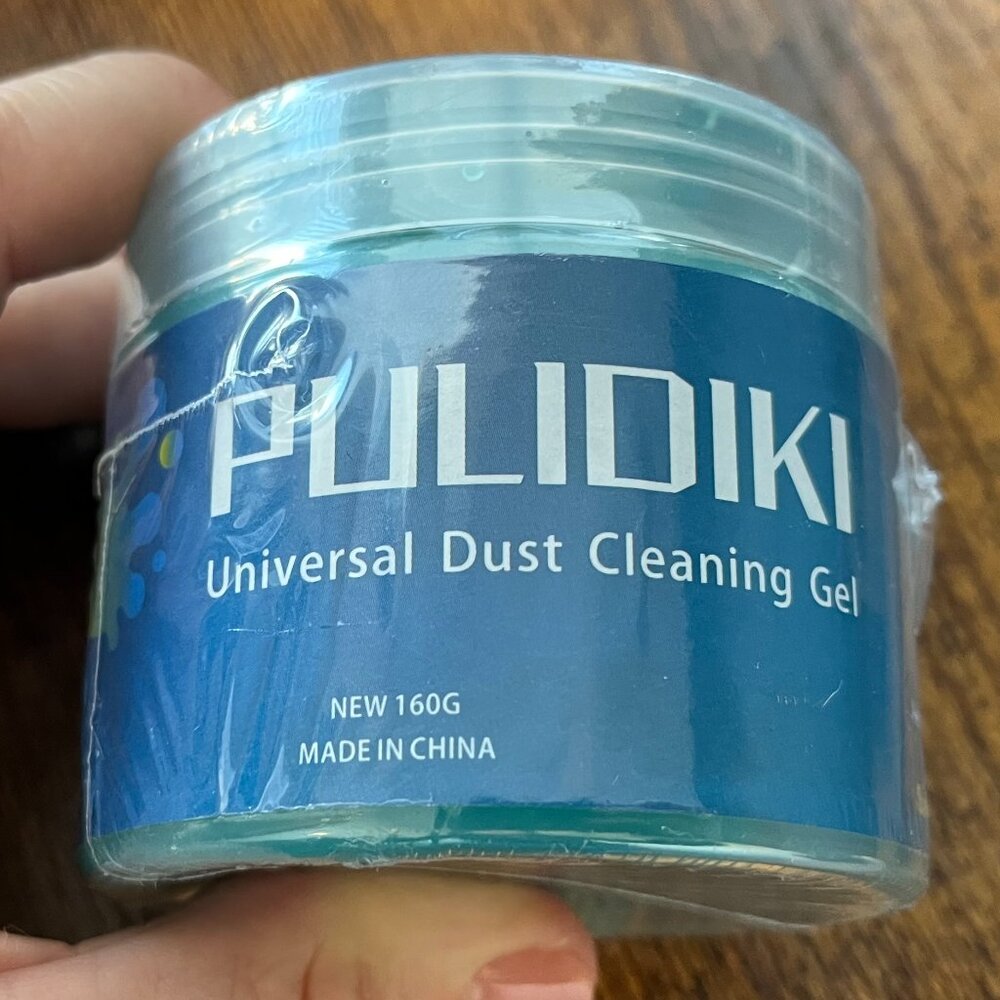 PULIDIKI
Universal Dust Cleaning Gel
NEW 160G
MADE IN CHINA